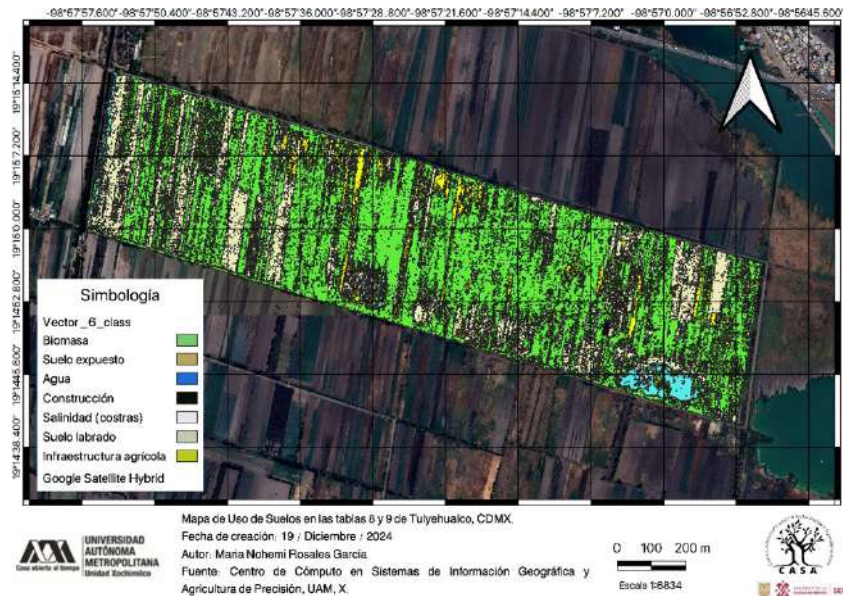 -98°57'57.600" -98°57'50.400" -98°57'43.200" -98°57'36.000" -98°57'28.800" -98°57'21.600" -98°57'14.400" -98°57'7.200" -98°57'0.000" -98°56'52.800" -98°56'45.600"
19°15'14.400"
19°15'7.200"
19°15'0.000"
19°14'52.800"
19°14'45.600"
19°14'38.400"
Simbología
Vector_6_class
Biomasa
Suelo expuesto
Agua
Construcción
Salinidad (costras)
Suelo labrado
Infraestructura agrícola
Google Satellite Hybrid
Casa abierta al tiempo
UNIVERSIDAD
AUTÓNOMA
METROPOLITANA
Unidad Xochimilco
Mapa de Uso de Suelos en las tablas 8 y 9 de Tulyehualco, CDMX.
Fecha de creación: 19 / Diciembre / 2024
Autor: Maria Nohemi Rosales García
Fuente: Centro de Cómputo en Sistemas de Información Geográfica y
Agricultura de Precisión, UAM, X.
0 100 200 m
Escala 1:6834
CASA